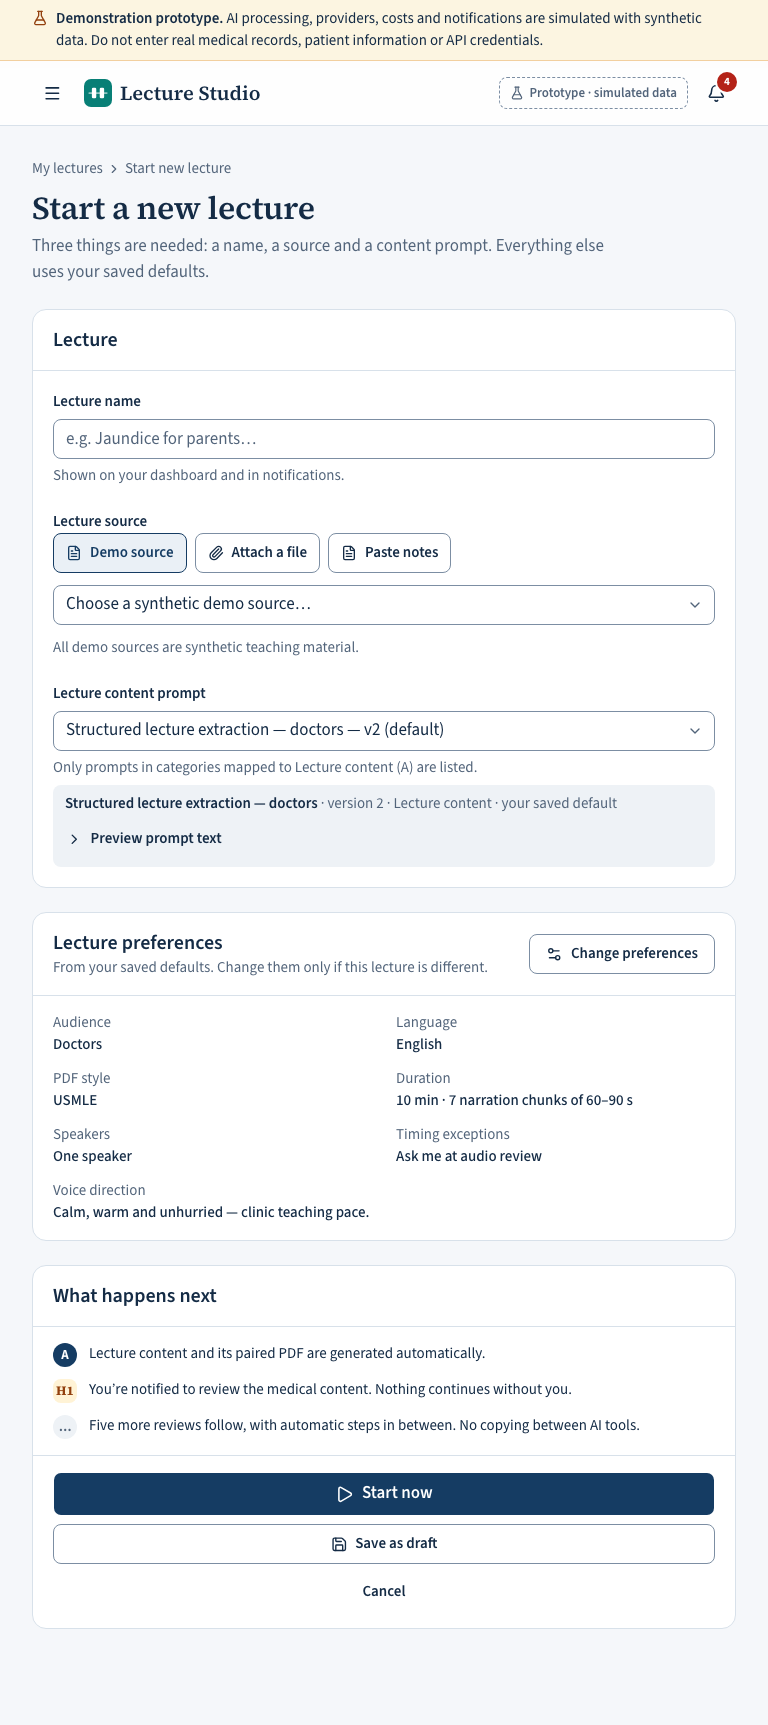 Demonstration prototype. AI processing, providers, costs and notifications are simulated with synthetic
data. Do not enter real medical records, patient information or API credentials.
Lecture Studio
Prototype · simulated data
4
My lectures
Start new lecture
Start a new lecture
Three things are needed: a name, a source and a content prompt. Everything else
uses your saved defaults.
Lecture
Lecture name
e.g. Jaundice for parents…
Shown on your dashboard and in notifications.
Lecture source
Demo source
Attach a file
Paste notes
Choose a synthetic demo source…
All demo sources are synthetic teaching material.
Lecture content prompt
Structured lecture extraction — doctors — v2 (default)
Only prompts in categories mapped to Lecture content (A) are listed.
Structured lecture extraction — doctors · version 2 · Lecture content · your saved default
Preview prompt text
Lecture preferences
From your saved defaults. Change them only if this lecture is different.
Change preferences
Audience
Doctors
Language
English
PDF style
USMLE
Duration
10 min · 7 narration chunks of 60–90 s
Speakers
One speaker
Timing exceptions
Ask me at audio review
Voice direction
Calm, warm and unhurried — clinic teaching pace.
What happens next
A Lecture content and its paired PDF are generated automatically.
H1 You’re notified to review the medical content. Nothing continues without you.
… Five more reviews follow, with automatic steps in between. No copying between AI tools.
Start now
Save as draft
Cancel